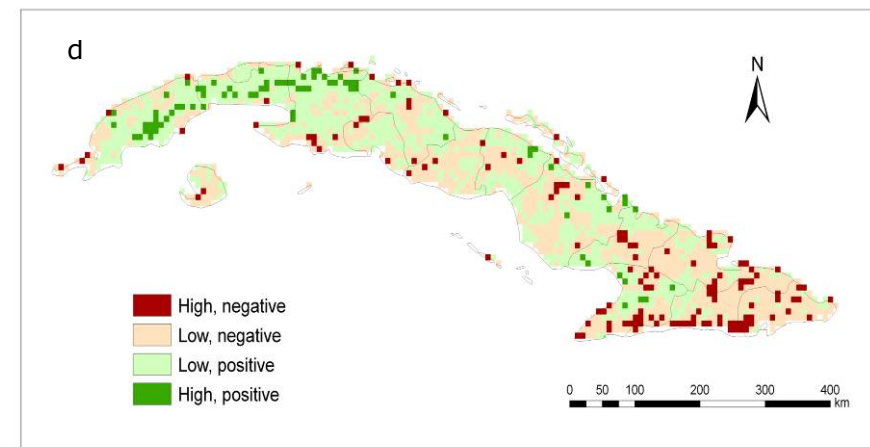 d
N
High, negative
Low, negative
Low, positive
High, positive
0 50 100 200 300 400
km